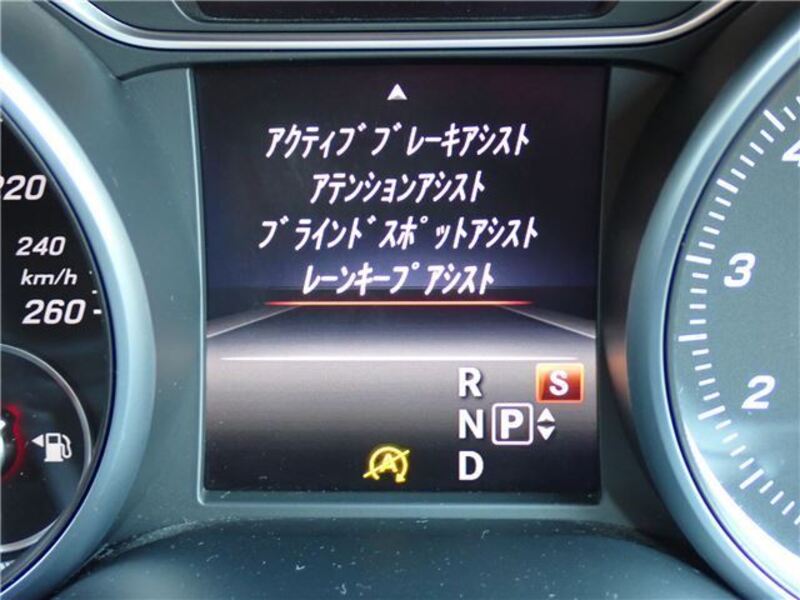 ｱｸﾃｨﾌﾞﾌﾞﾚｰｷｱｼｽﾄ
ｱﾃﾝｼｮﾝｱｼｽﾄ
ﾌﾞﾗｲﾝﾄﾞｽﾎﾟｯﾄｱｼｽﾄ
ﾚｰﾝｷｰﾌﾟｱｼｽﾄ
220
240
km/h
260
R
S
N P
D
A
4
3
2